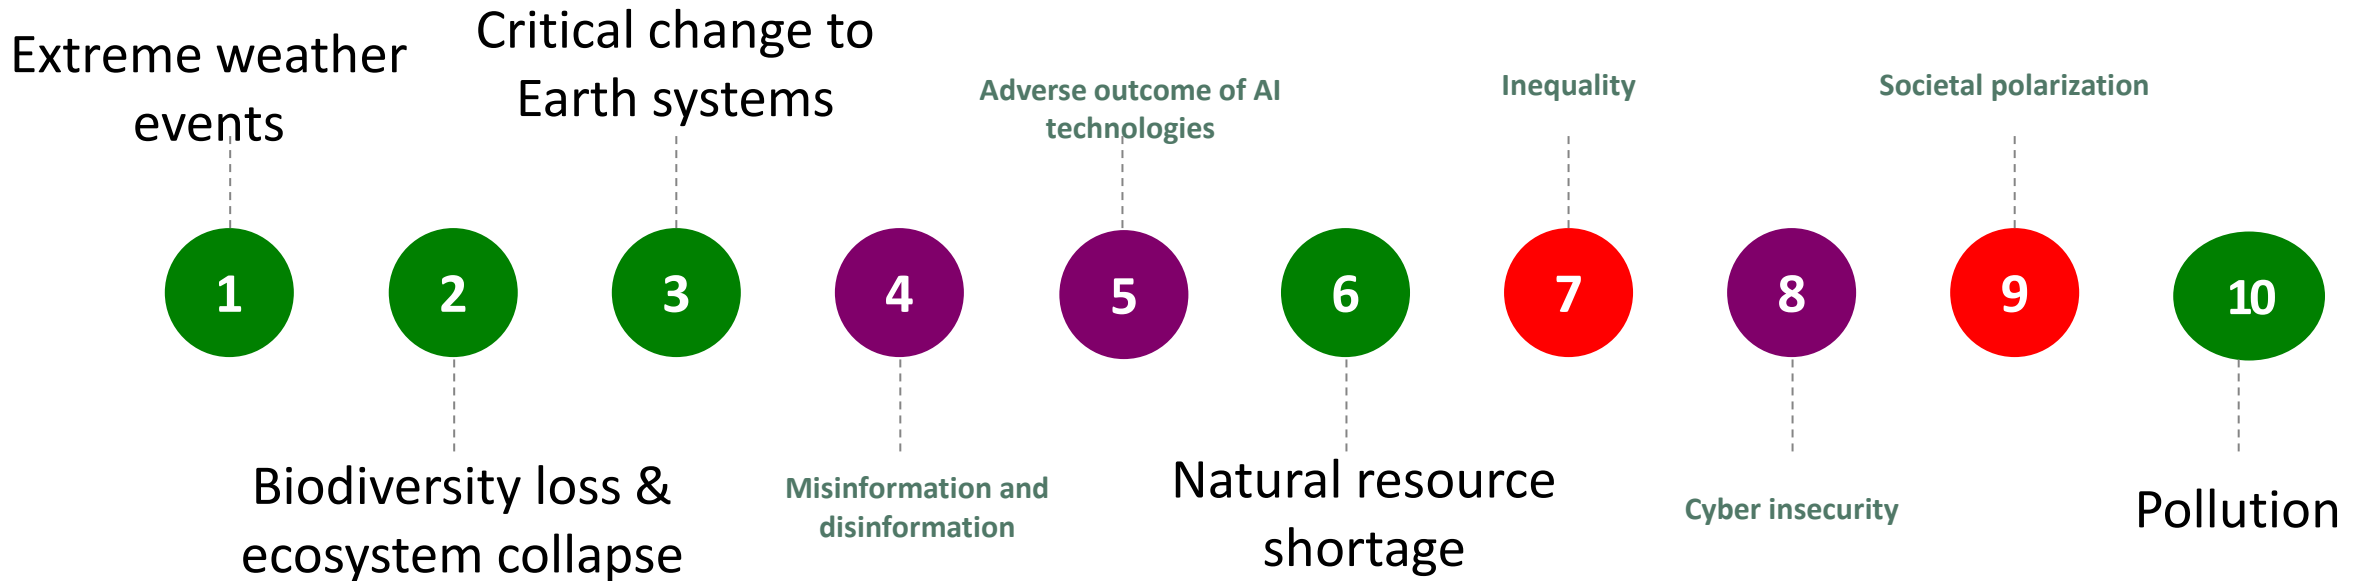 Extreme weather
events
Critical change to
Earth systems
Adverse outcome of AI
technologies
Inequality
Societal polarization
1
2
3
4
5
6
7
8
9
10
Biodiversity loss &
ecosystem collapse
Misinformation and
disinformation
Natural resource
shortage
Cyber insecurity
Pollution